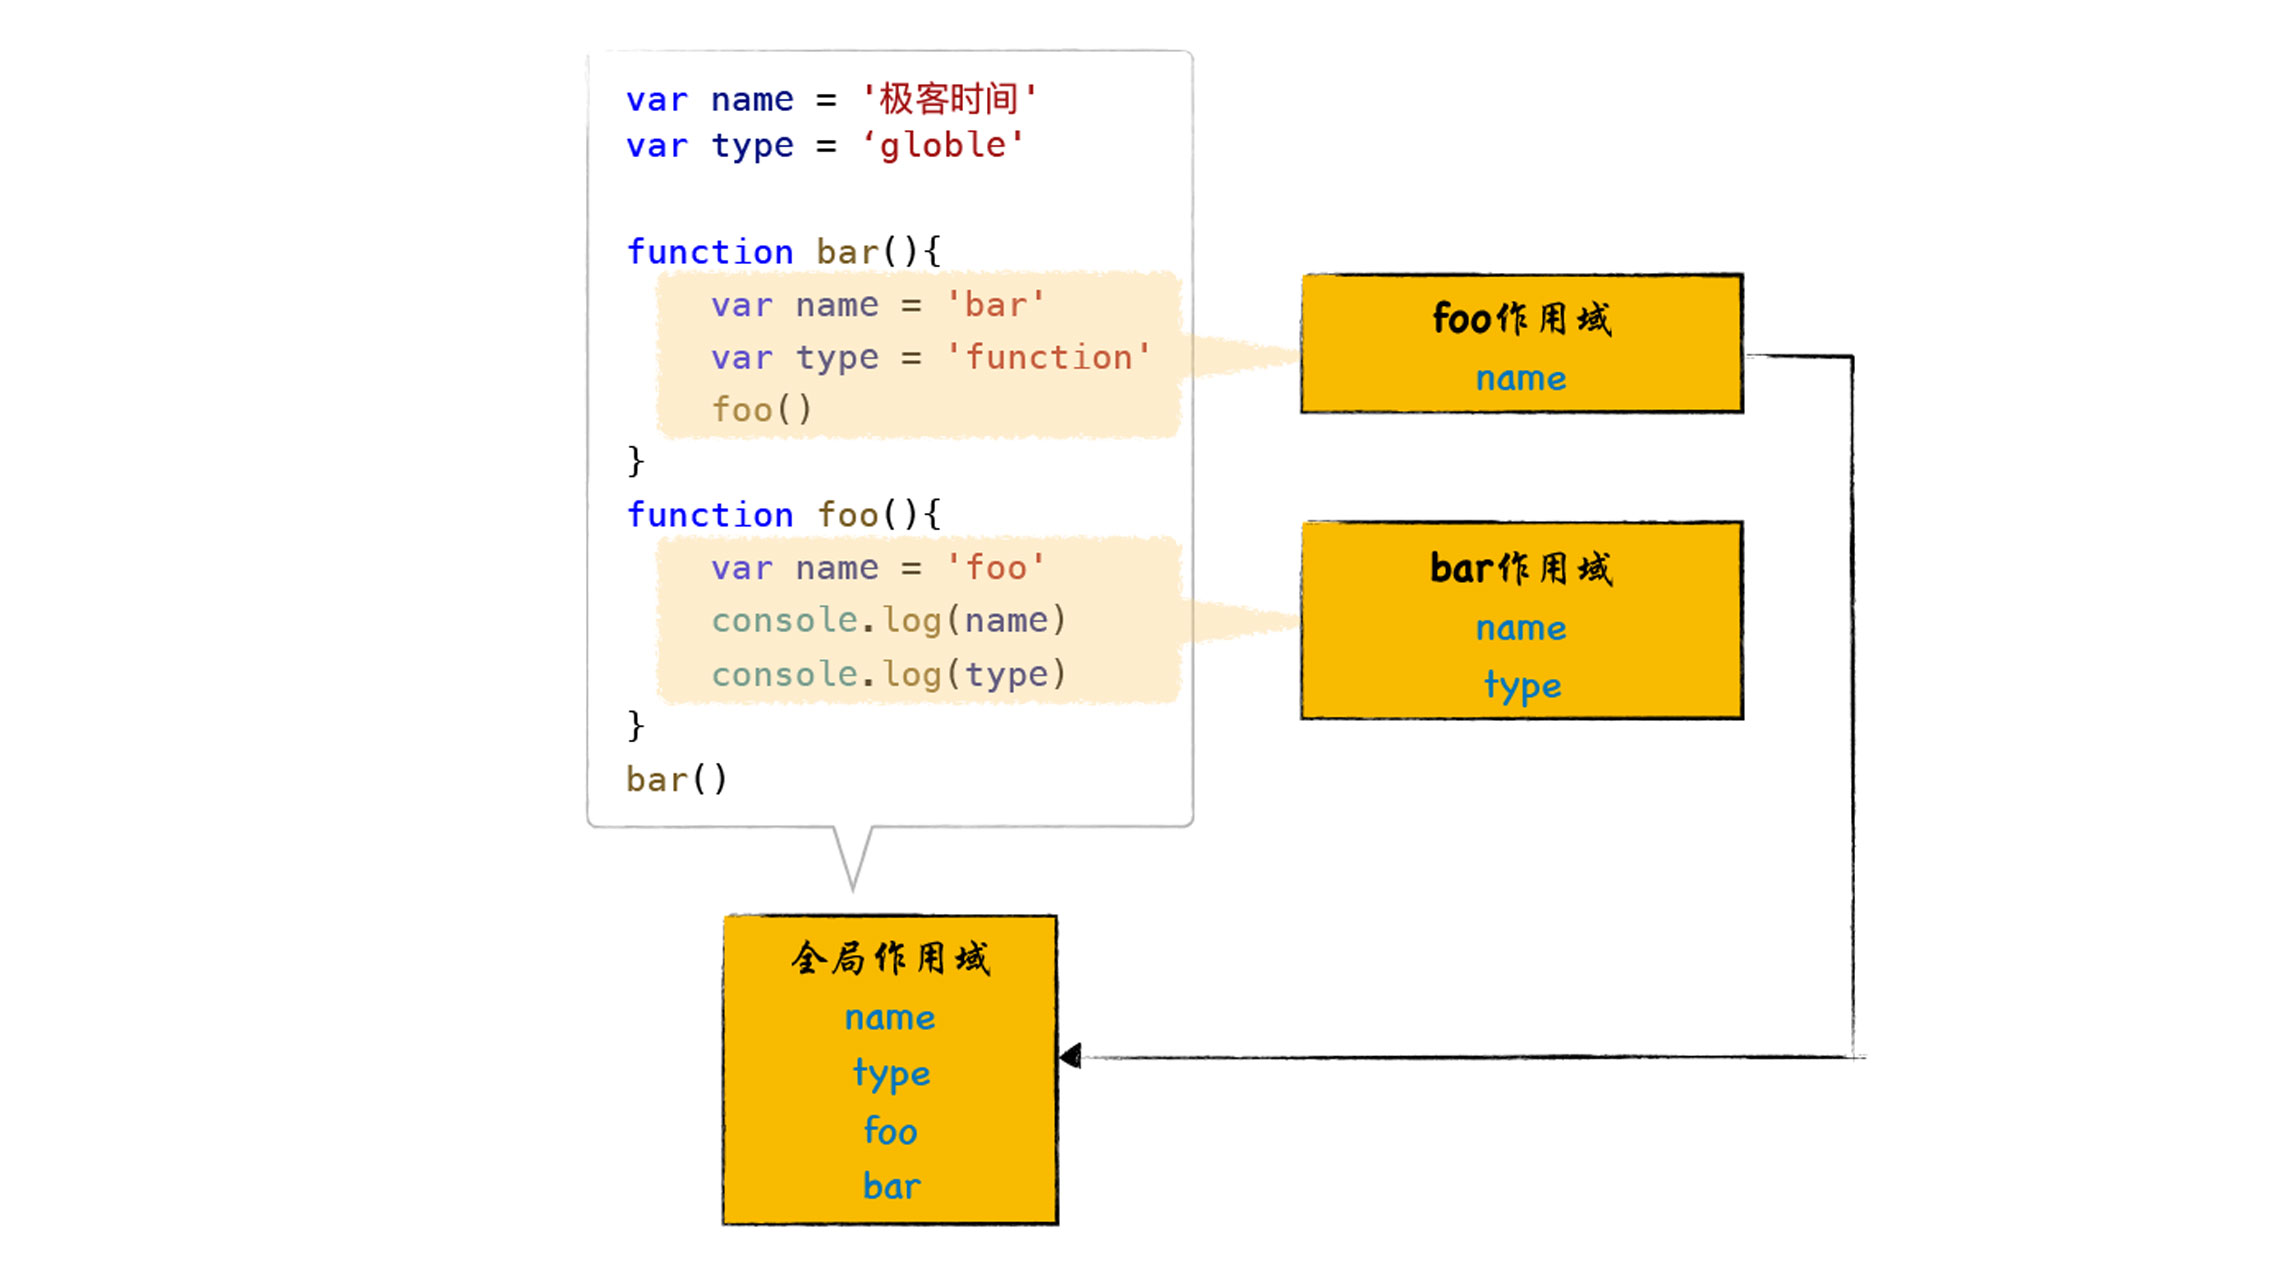 var name = '极客时间'
var type = ‘globle'
function bar(){
var name = 'bar'
var type = 'function'
foo()
}
function foo(){
var name = 'foo'
console.log(name)
console.log(type)
}
bar()
foo作用域
name
bar作用域
name
type
全局作用域
name
type
foo
bar